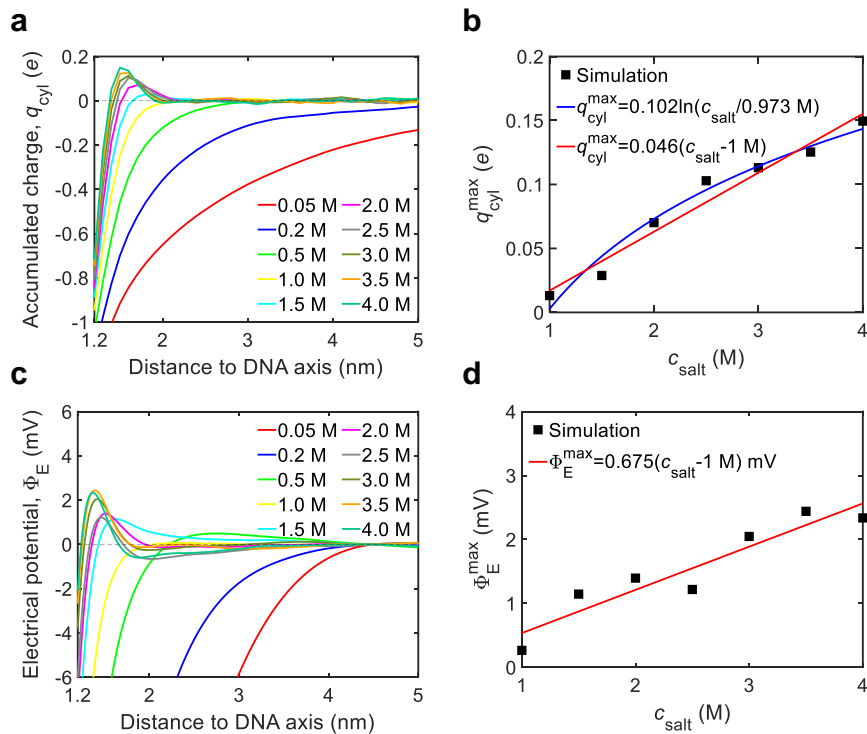 a
Accumulated charge, q_cyl (e)
0.2
0
-0.2
-0.4
-0.6
-0.8
-1
0.05 M
0.2 M
0.5 M
1.0 M
1.5 M
2.0 M
2.5 M
3.0 M
3.5 M
4.0 M
1.2 2 3 4 5
Distance to DNA axis (nm)
b
q_cyl^max (e)
0.2
0.15
0.1
0.05
0
Simulation
q_cyl^max=0.102ln(c_salt/0.973 M)
q_cyl^max=0.046(c_salt-1 M)
1 2 3 4
c_salt (M)
c
Electrical potential, Φ_E (mV)
6
4
2
0
-2
-4
-6
0.05 M
0.2 M
0.5 M
1.0 M
1.5 M
2.0 M
2.5 M
3.0 M
3.5 M
4.0 M
1.2 2 3 4 5
Distance to DNA axis (nm)
d
Φ_E^max (mV)
4
3
2
1
0
Simulation
Φ_E^max=0.675(c_salt-1 M) mV
1 2 3 4
c_salt (M)